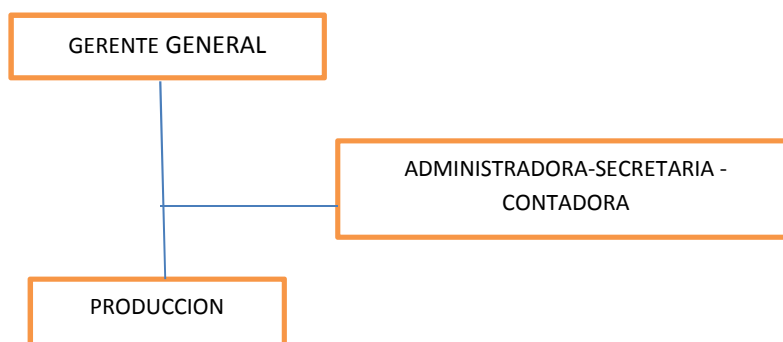 GERENTE GENERAL
ADMINISTRADORA-SECRETARIA -
CONTADORA
PRODUCCION